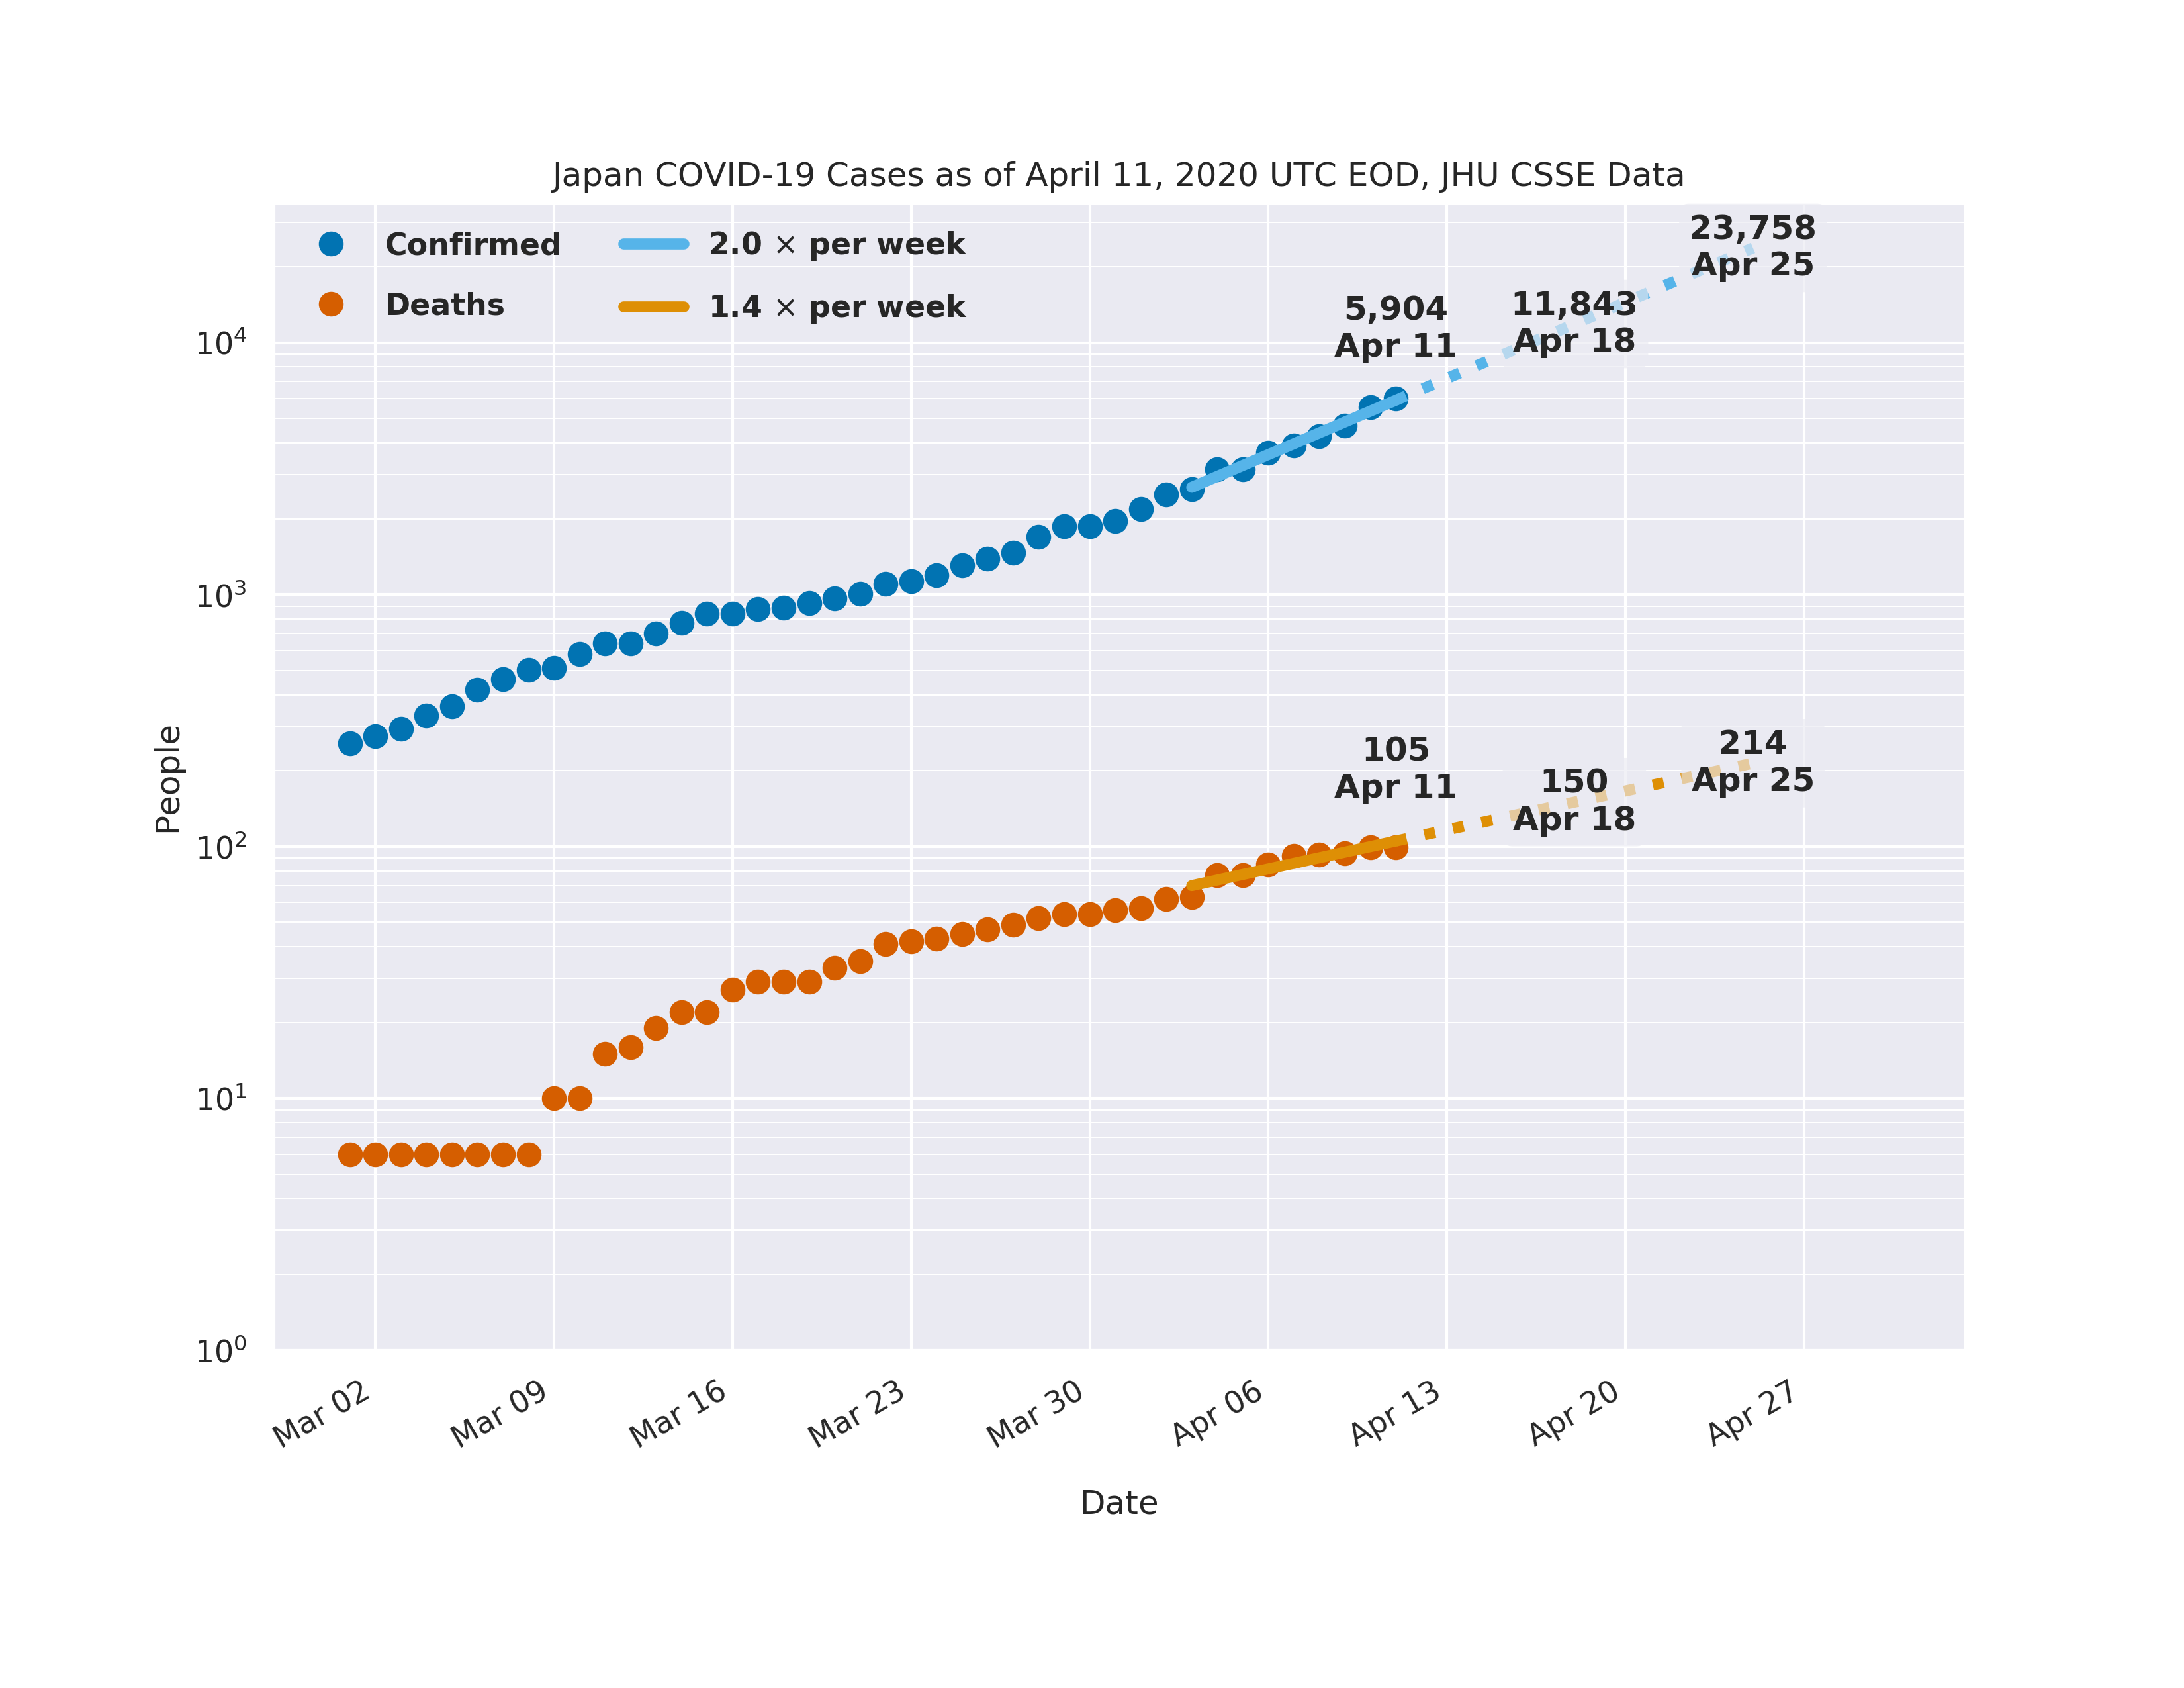 Japan COVID-19 Cases as of April 11, 2020 UTC EOD, JHU CSSE Data
Confirmed
Deaths
2.0 × per week
1.4 × per week
23,758
Apr 25
11,843
Apr 18
5,904
Apr 11
214
Apr 25
150
Apr 18
105
Apr 11
People
10⁴
10³
10²
10¹
10⁰
Mar 02
Mar 09
Mar 16
Mar 23
Mar 30
Apr 06
Apr 13
Apr 20
Apr 27
Date